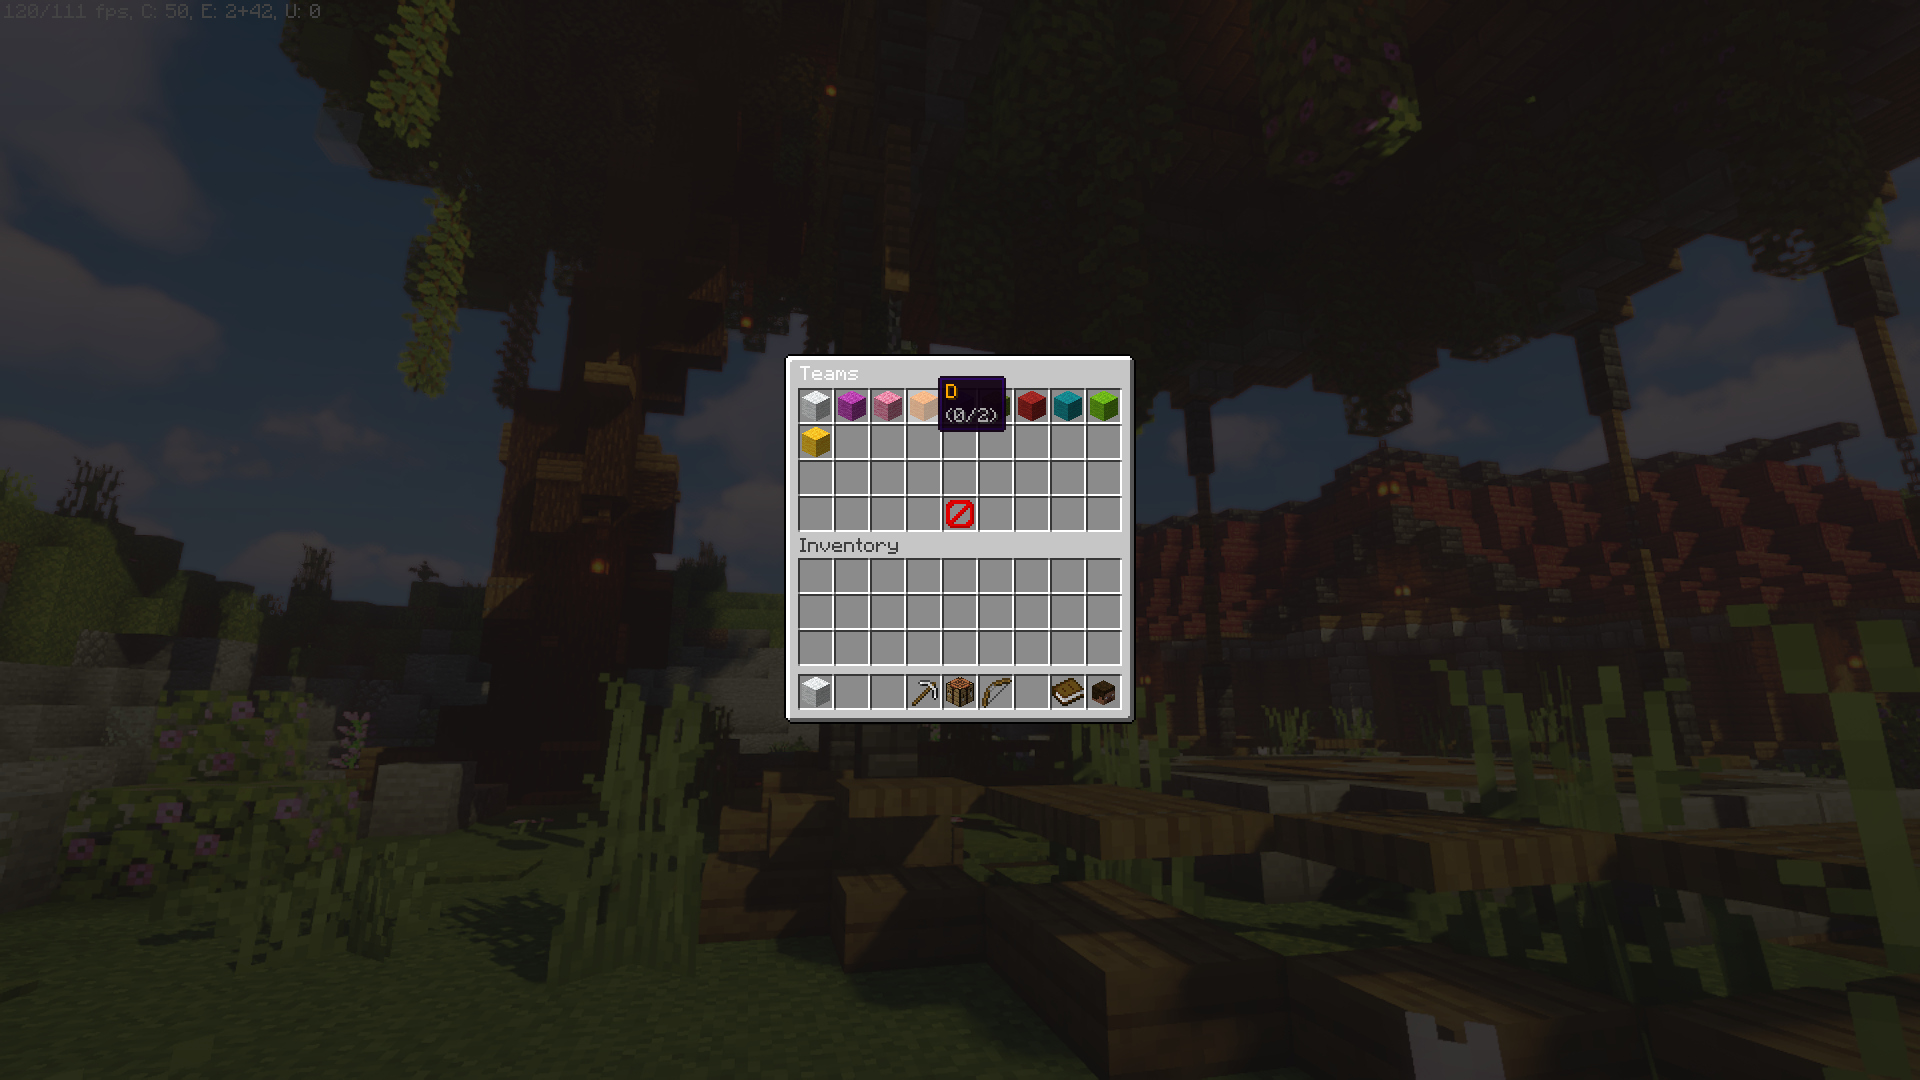 120/111 fps, C: 50, E: 2+42, U: 0
Teams
D
(0/2)
Inventory